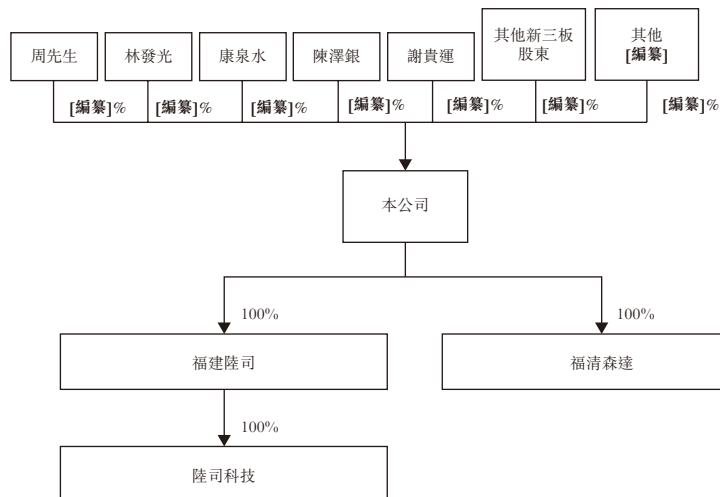 周先生
林發光
康泉水
陳澤銀
謝貴運
其他新三板
股東
其他
[編纂]
[編纂]%
[編纂]%
[編纂]%
[編纂]%
[編纂]%
[編纂]%
[編纂]%
本公司
100%
100%
福建陸司
福清森達
100%
陸司科技